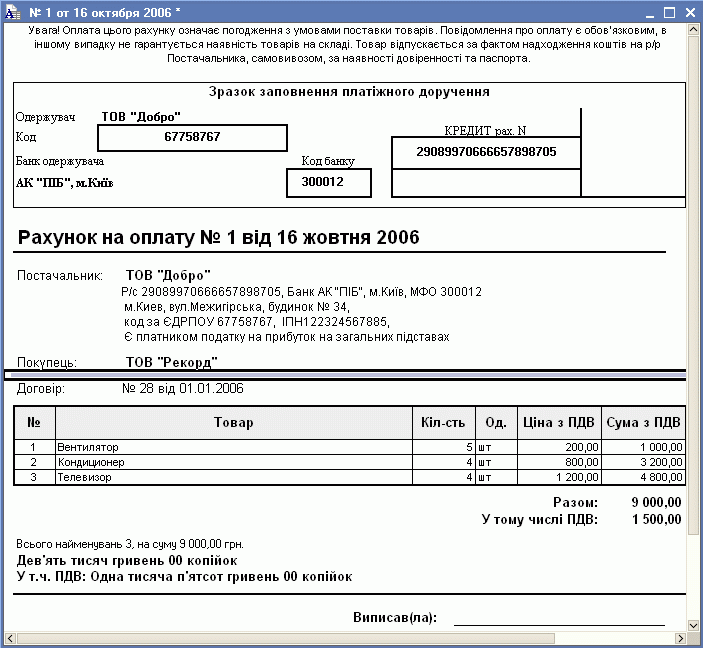 № 1 от 16 октября 2006 *
Увага! Оплата цього рахунку означає погодження з умовами поставки товарів. Повідомлення про оплату є обов'язковим, в
іншому випадку не гарантується наявність товарів на складі. Товар відпускається за фактом надходження коштів на р/р
Постачальника, самовивозом, за наявності довіренності та паспорта.
Зразок заповнення платіжного доручення
Одержувач ТОВ "Добро"
Код 67758767 КРЕДИТ рах. N
29089970666657898705
Банк одержувача Код банку
АК "ПІБ", м.Київ 300012
Рахунок на оплату № 1 від 16 жовтня 2006
Постачальник: ТОВ "Добро"
Р/с 29089970666657898705, Банк АК "ПІБ", м.Київ, МФО 300012
м.Киев, вул.Межигірська, будинок № 34,
код за ЄДРПОУ 67758767, ІПН122324567885,
Є платником податку на прибуток на загальних підставах
Покупець: ТОВ "Рекорд"
Договір: № 28 від 01.01.2006
№ Товар Кіл-сть Од. Ціна з ПДВ Сума з ПДВ
1 Вентилятор 5 шт 200,00 1 000,00
2 Кондиционер 4 шт 800,00 3 200,00
3 Телевизор 4 шт 1 200,00 4 800,00
Разом: 9 000,00
У тому числі ПДВ: 1 500,00
Всього найменувань 3, на суму 9 000,00 грн.
Дев'ять тисяч гривень 00 копійок
У т.ч. ПДВ: Одна тисяча п'ятсот гривень 00 копійок
Виписав(ла):